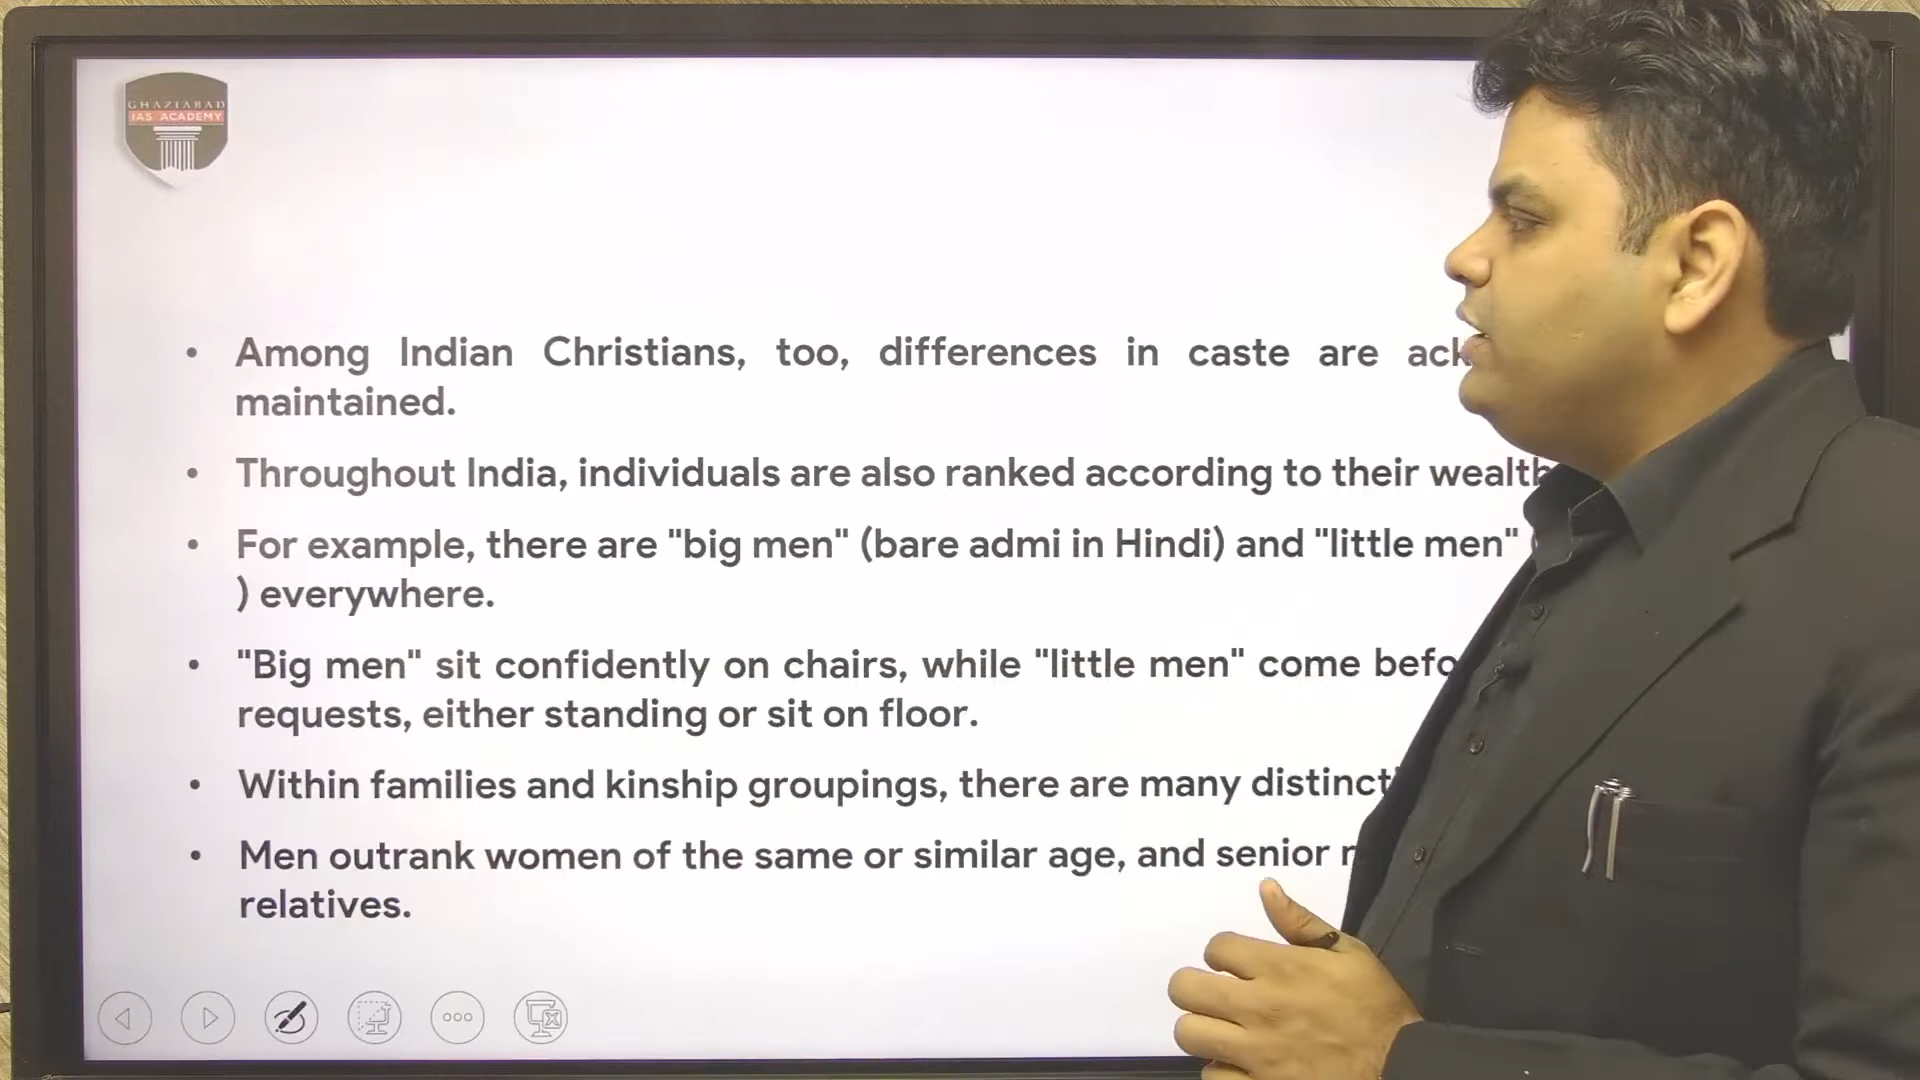 GHAZIABAD
IAS ACADEMY
• Among Indian Christians, too, differences in caste are
maintained.
• Throughout India, individuals are also ranked according to their wealth
• For example, there are "big men" (bare admi in Hindi) and "little men"
) everywhere.
• "Big men" sit confidently on chairs, while "little men" come
requests, either standing or sit on floor.
• Within families and kinship groupings, there are many
• Men outrank women of the same or similar age, and senior
relatives.